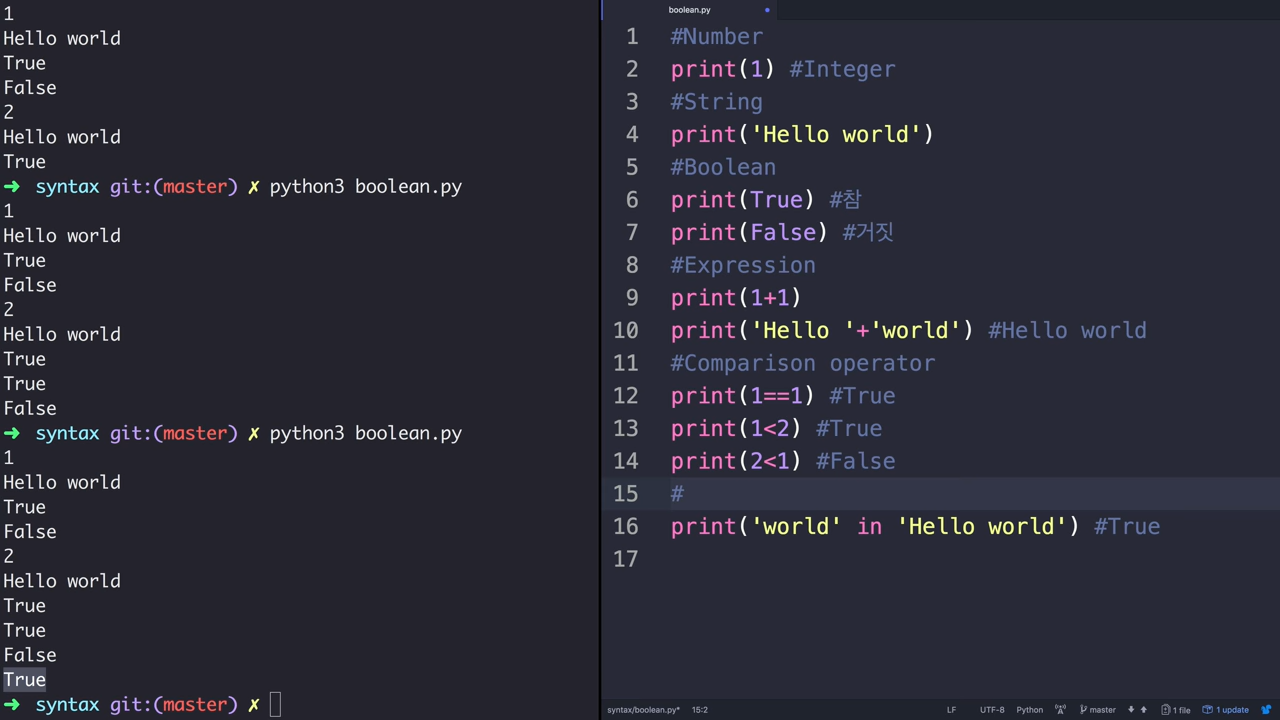 1
Hello world
True
False
2
Hello world
True
➜ syntax git:(master) ✗ python3 boolean.py
1
Hello world
True
False
2
Hello world
True
True
False
➜ syntax git:(master) ✗ python3 boolean.py
1
Hello world
True
False
2
Hello world
True
True
False
True
➜ syntax git:(master) ✗
boolean.py
1 #Number
2 print(1) #Integer
3 #String
4 print('Hello world')
5 #Boolean
6 print(True) #참
7 print(False) #거짓
8 #Expression
9 print(1+1)
10 print('Hello '+'world') #Hello world
11 #Comparison operator
12 print(1==1) #True
13 print(1<2) #True
14 print(2<1) #False
15 #
16 print('world' in 'Hello world') #True
17
syntax/boolean.py* 15:2 LF UTF-8 Python master 1 file 1 update